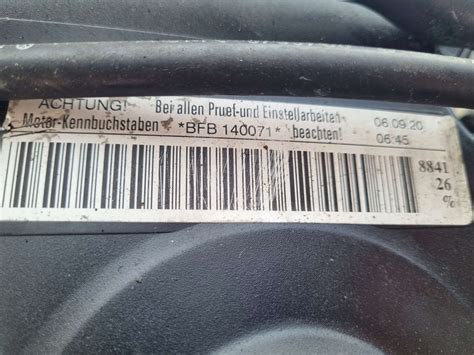 ACHTUNG! Bei allen Pruef-und Einstellarbeiten 06.09.20
Motor-Kennbuchstaben *BFB 140071* beachten! 06:45
8841
26
%